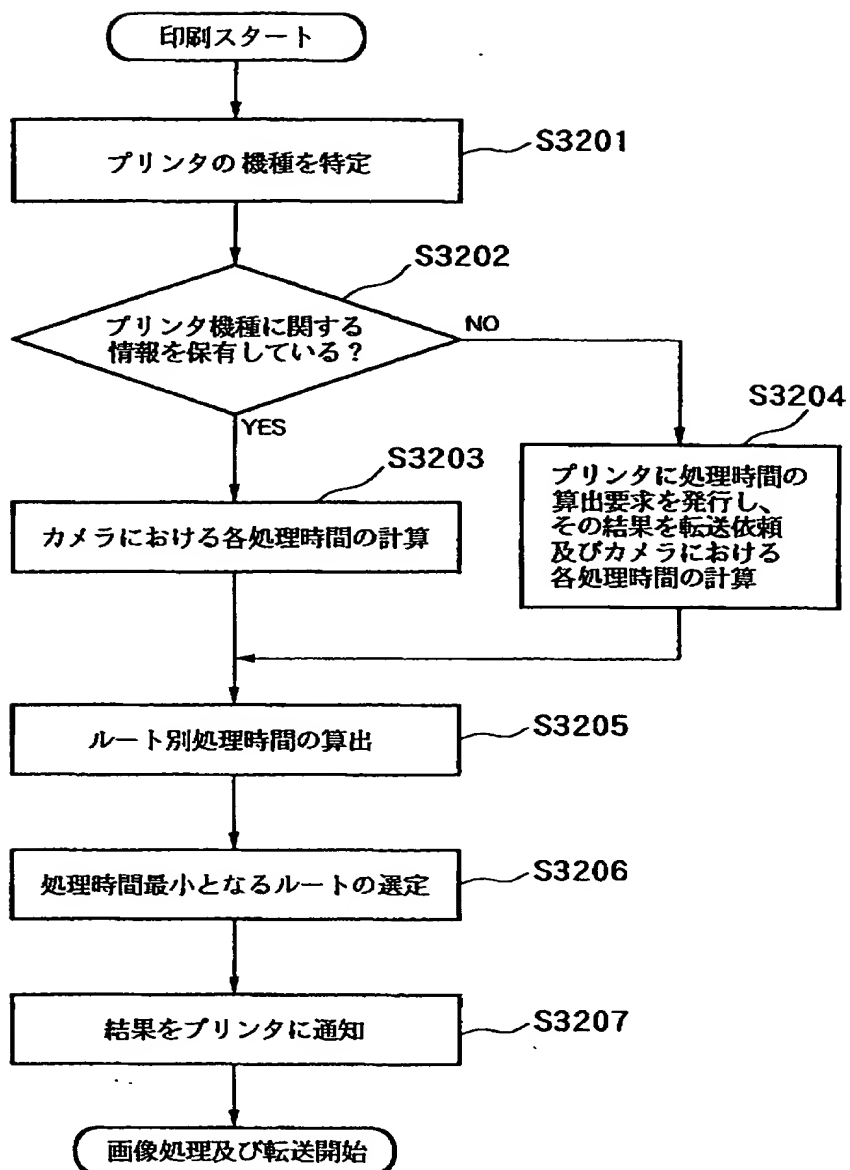 印刷スタート
S3201
プリンタの機種を特定
S3202
プリンタ機種に関する
情報を保有している？
NO
YES
S3204
プリンタに処理時間の
算出要求を発行し、
その結果を転送依頼
及びカメラにおける
各処理時間の計算
S3203
カメラにおける各処理時間の計算
S3205
ルート別処理時間の算出
S3206
処理時間最小となるルートの選定
S3207
結果をプリンタに通知
画像処理及び転送開始